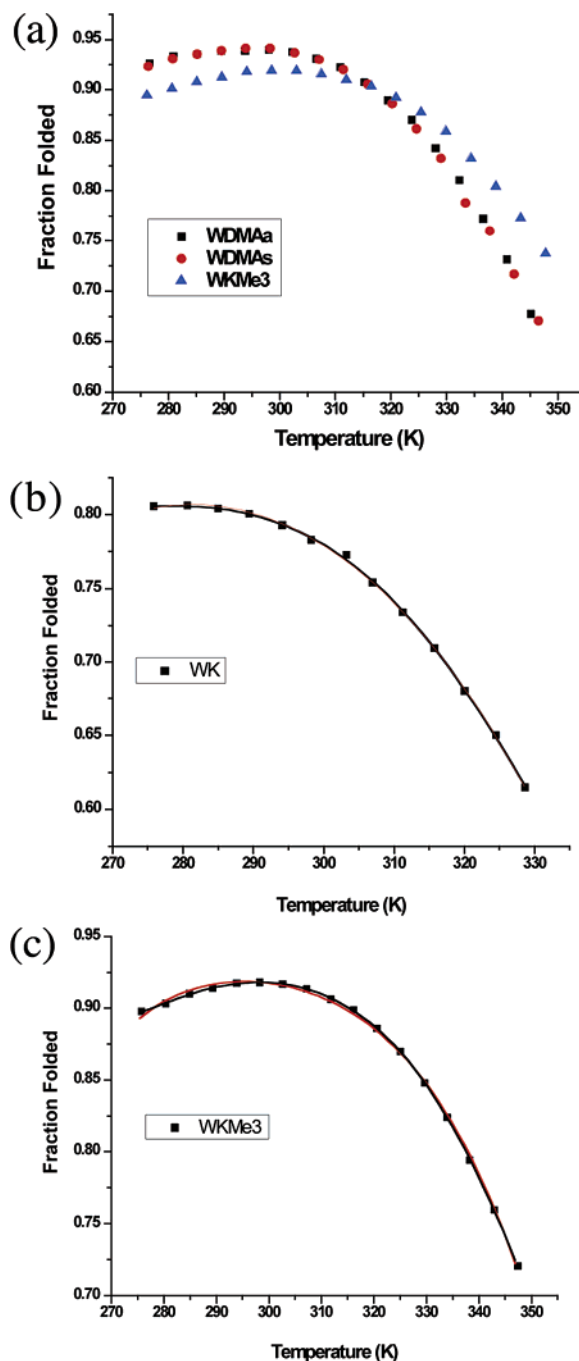 (a)
0.95
0.90
0.85
0.80
0.75
0.70
0.65
0.60
Fraction Folded
WDMAa
WDMAs
WKMe3
270 280 290 300 310 320 330 340 350
Temperature (K)
(b)
0.80
0.75
0.70
0.65
0.60
Fraction Folded
WK
270 280 290 300 310 320 330
Temperature (K)
(c)
0.95
0.90
0.85
0.80
0.75
0.70
Fraction Folded
WKMe3
270 280 290 300 310 320 330 340 350
Temperature (K)